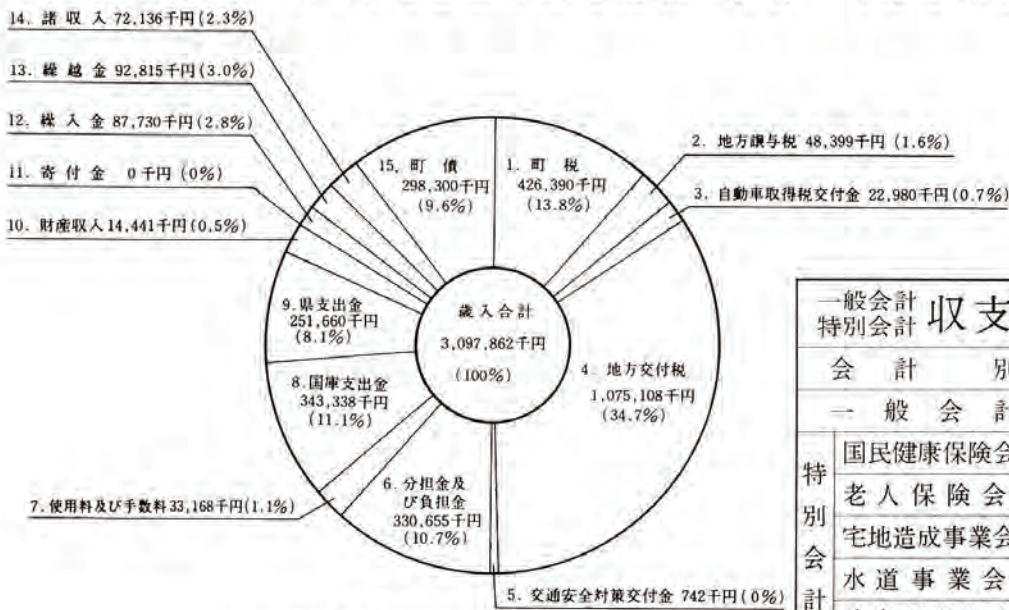 14. 諸収入 72,136千円(2.3%)
13. 繰越金 92,815千円(3.0%)
12. 繰入金 87,730千円(2.8%)
11. 寄付金 0千円(0%)
10. 財産収入 14,441千円(0.5%)
15. 町債
298,300千円
(9.6%)
1. 町税
426,390千円
(13.8%)
2. 地方譲与税 48,399千円(1.6%)
3. 自動車取得税交付金 22,980千円(0.7%)
9. 県支出金
251,660千円
(8.1%)
歳入合計
3,097,862千円
(100%)
4. 地方交付税
1,075,108千円
(34.7%)
8. 国庫支出金
343,338千円
(11.1%)
7. 使用料及び手数料 33,168千円(1.1%)
6. 分担金及
び負担金
330,655千円
(10.7%)
5. 交通安全対策交付金 742千円(0%)
一般会計
特別会計 収支
会計別
一般会計
特別会計
国民健康保険会
老人保険会
宅地造成事業会
水道事業会